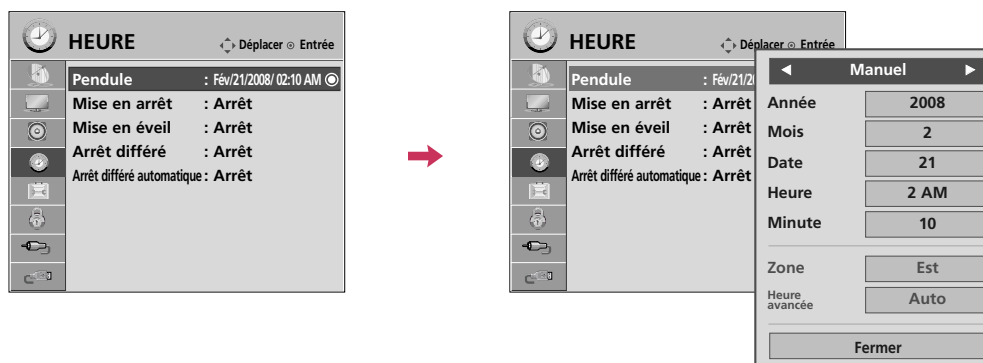 HEURE Déplacer Entrée
Pendule : Fév/21/2008/ 02:10 AM
Mise en arrêt : Arrêt
Mise en éveil : Arrêt
Arrêt différé : Arrêt
Arrêt différé automatique : Arrêt
HEURE Déplacer Entrée
Pendule : Fév/21/20
Mise en arrêt : Arrêt
Mise en éveil : Arrêt
Arrêt différé : Arrêt
Arrêt différé automatique : Arrêt
Manuel
Année 2008
Mois 2
Date 21
Heure 2 AM
Minute 10
Zone Est
Heure
avancée Auto
Fermer